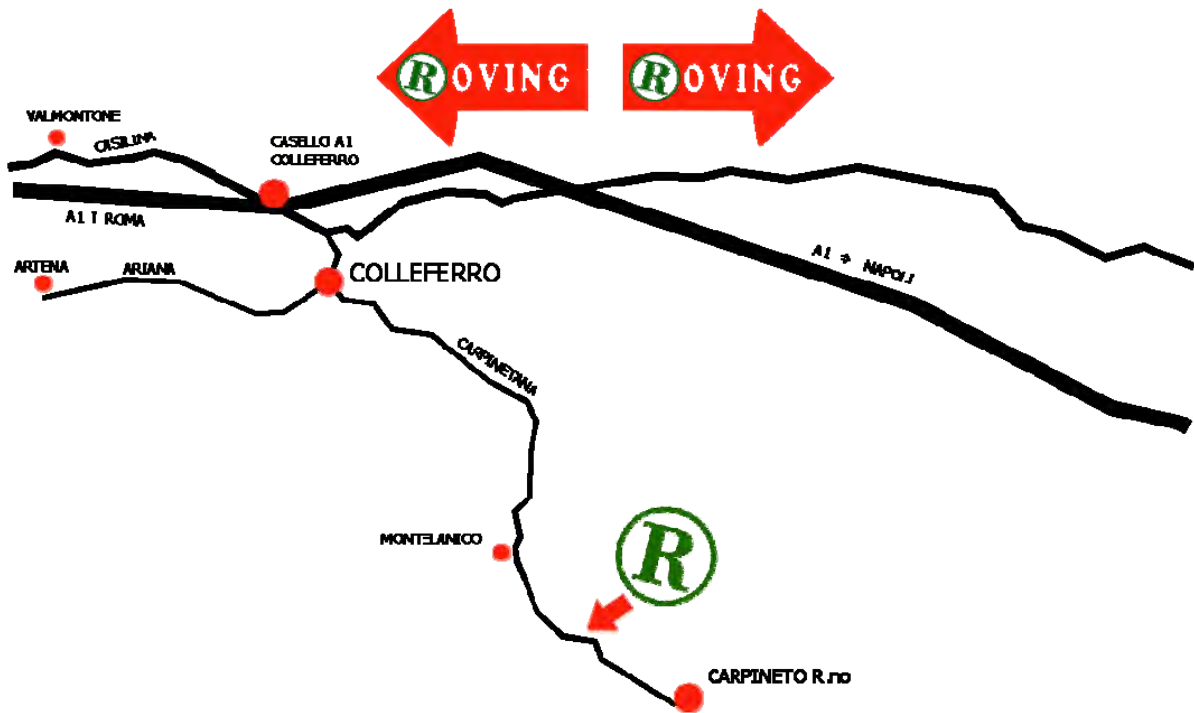 ROVING
ROVING
VALMONTONE
CASILINA
CASELLO A1
COLLEFERRO
A1 T ROMA
ARTENA
ARIANA
COLLEFERRO
A1 → NAPOLI
CARPINETANA
MONTELANICO
R
CARPINETO R.no